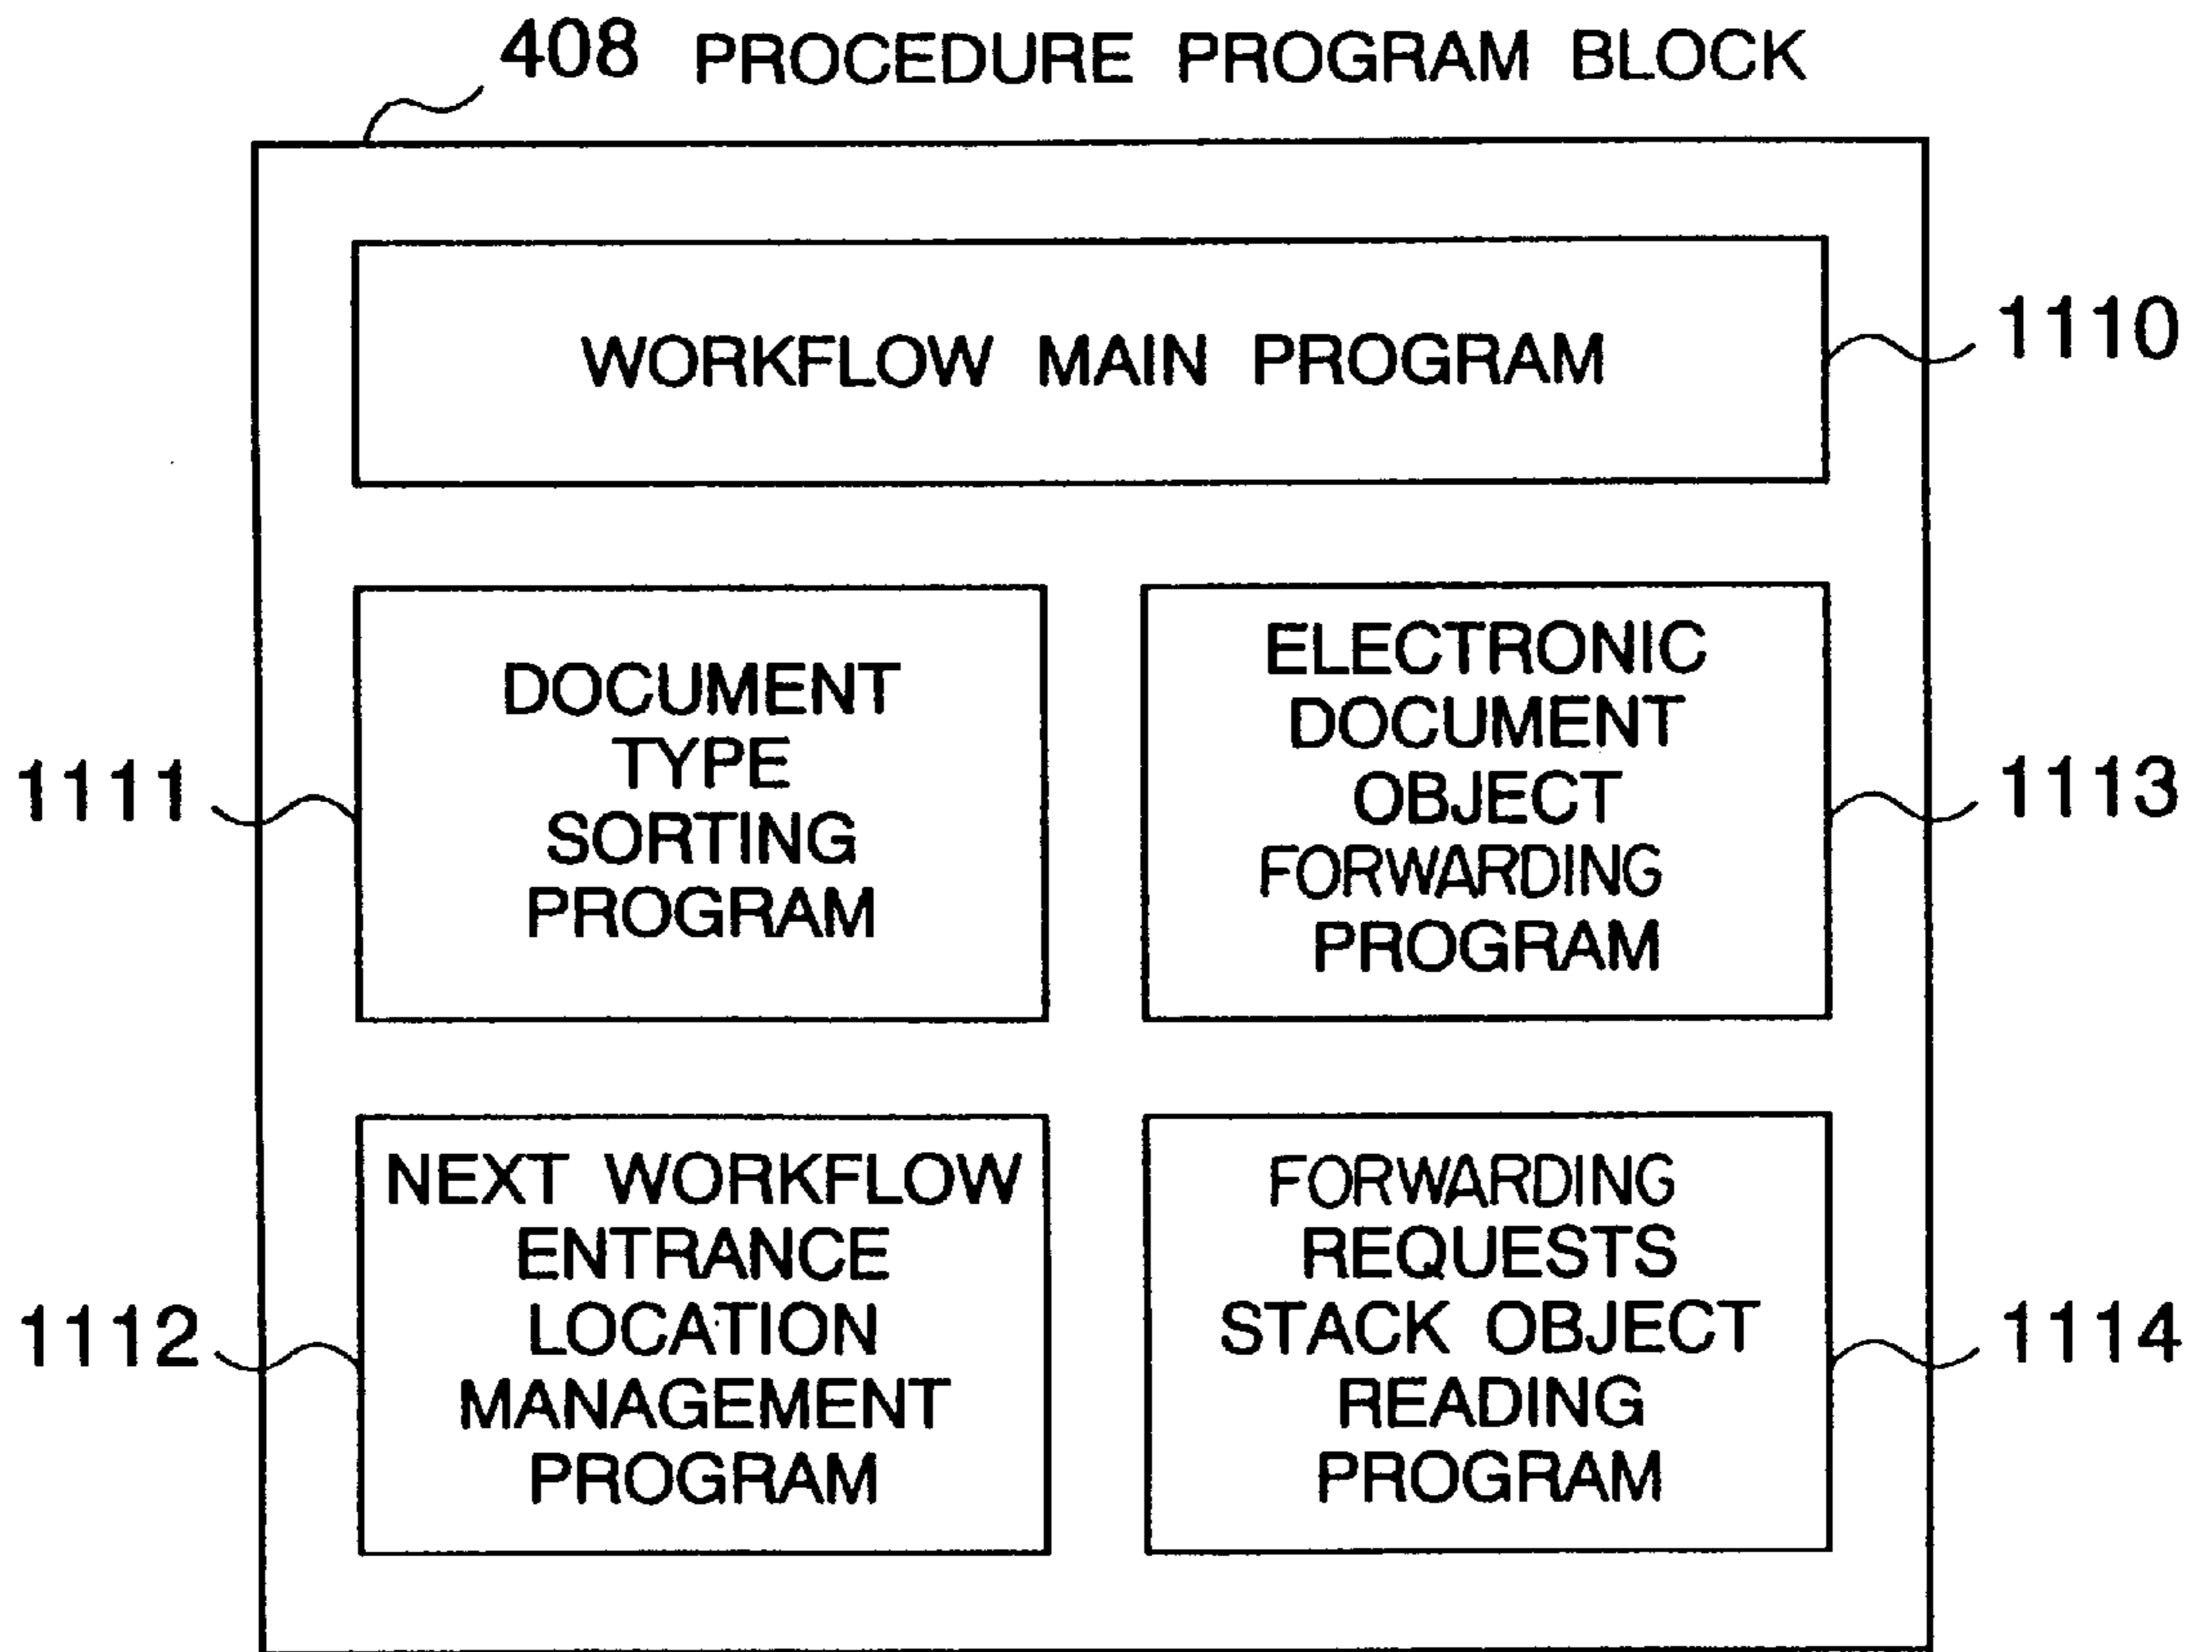 408 PROCEDURE PROGRAM BLOCK
WORKFLOW MAIN PROGRAM
1110
DOCUMENT
TYPE
SORTING
PROGRAM
1111
ELECTRONIC
DOCUMENT
OBJECT
FORWARDING
PROGRAM
1113
NEXT WORKFLOW
ENTRANCE
LOCATION
MANAGEMENT
PROGRAM
1112
FORWARDING
REQUESTS
STACK OBJECT
READING
PROGRAM
1114